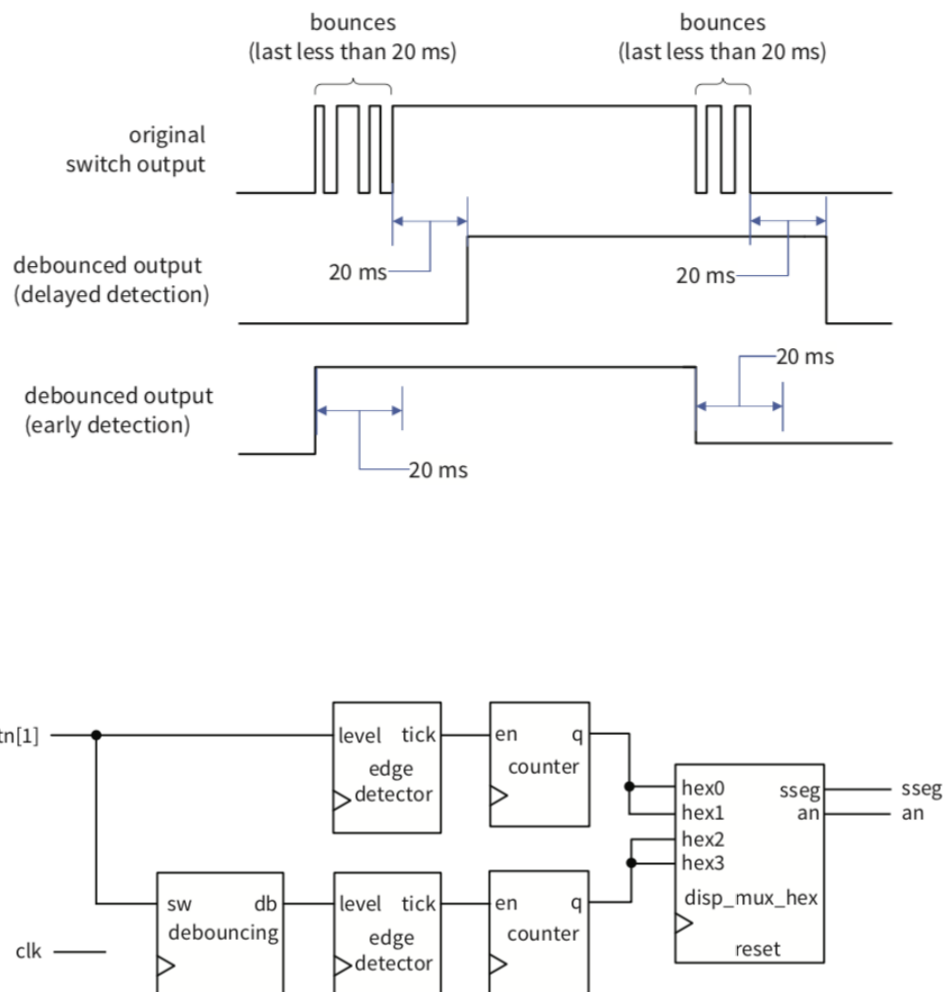 bounces
(last less than 20 ms)
bounces
(last less than 20 ms)
original
switch output
20 ms
20 ms
debounced output
(delayed detection)
20 ms
debounced output
(early detection)
20 ms
tn[1]
level tick
edge
detector
en q
counter
hex0
hex1
hex2
hex3
sseg
an
disp_mux_hex
reset
sseg
an
sw db
debouncing
level tick
edge
detector
en q
counter
clk